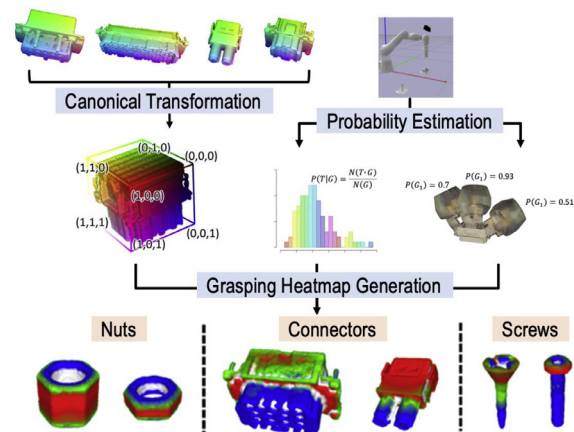 Canonical Transformation
Probability Estimation
(0,1,0)
(1,1,0)
(0,0,0)
(1,0,0)
(1,1,1)
(0,0,1)
(1,0,1)
P(T|G) = N(T·G) / N(G)
P(G₁) = 0.93
P(G₁) = 0.7
P(G₁) = 0.51
Grasping Heatmap Generation
Nuts
Connectors
Screws